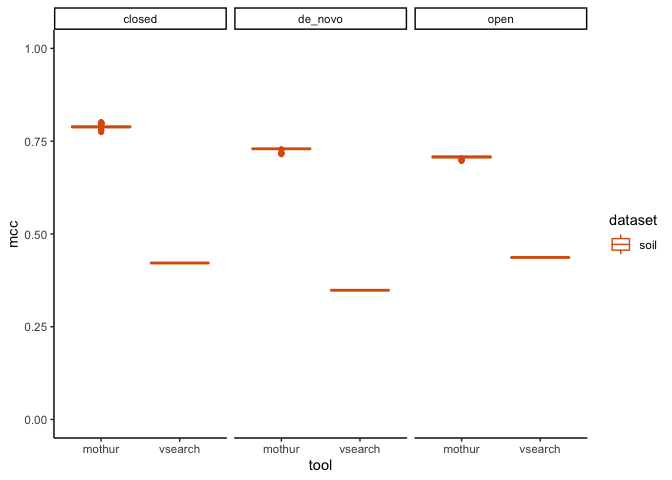 closed de_novo open
1.00
0.75
0.50
0.25
0.00
mcc
mothur vsearch mothur vsearch mothur vsearch
tool
dataset
soil